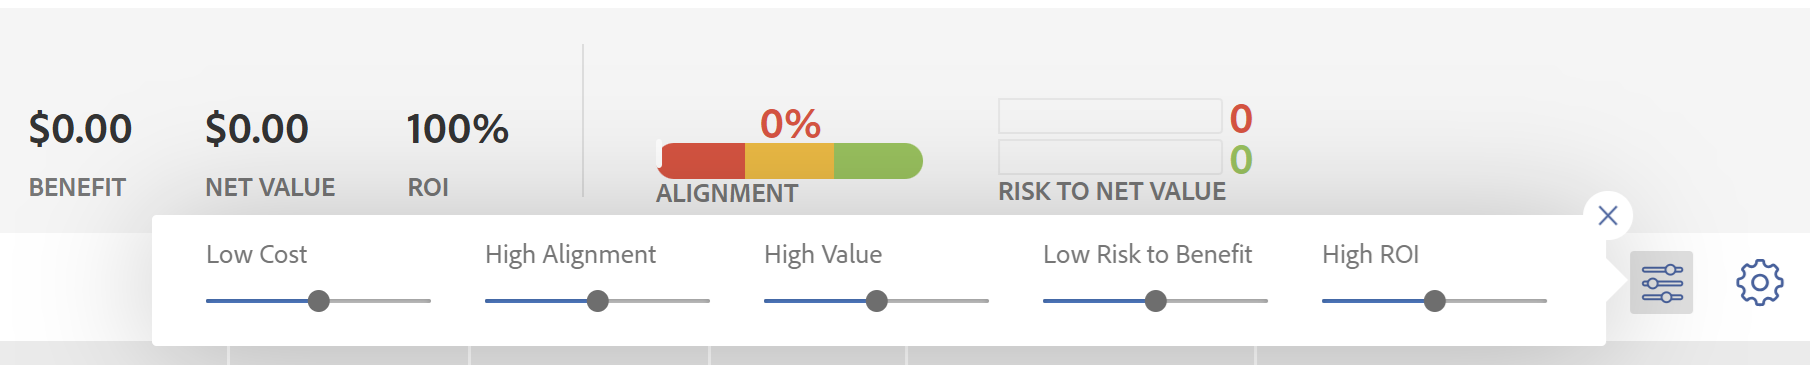 $0.00 $0.00 100% 0% 0
0
BENEFIT NET VALUE ROI ALIGNMENT RISK TO NET VALUE
Low Cost High Alignment High Value Low Risk to Benefit High ROI